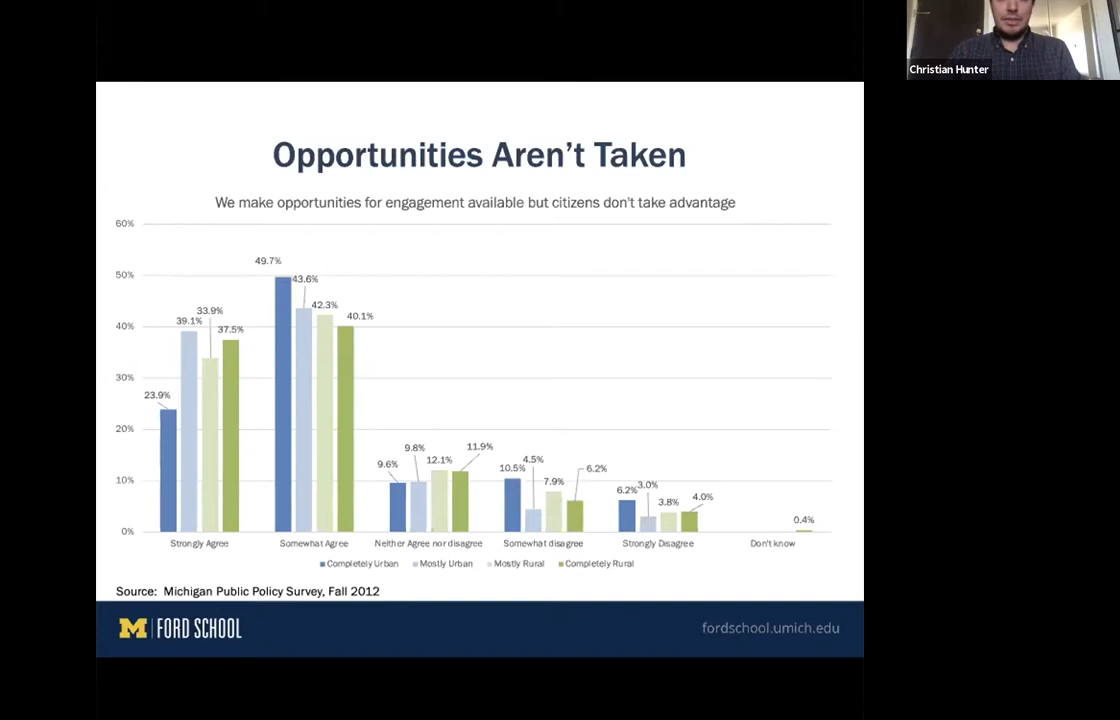 Christian Hunter
Opportunities Aren't Taken
We make opportunities for engagement available but citizens don't take advantage
60%
50%
40%
30%
20%
10%
0%
23.9%
39.1%
33.9%
37.5%
49.7%
43.6%
42.3%
40.1%
9.6%
9.8%
12.1%
11.9%
10.5%
4.5%
7.9%
6.2%
6.2%
3.0%
3.8%
4.0%
0.4%
Strongly Agree
Somewhat Agree
Neither Agree nor disagree
Somewhat disagree
Strongly Disagree
Don't know
Completely Urban
Mostly Urban
Mostly Rural
Completely Rural
Source: Michigan Public Policy Survey, Fall 2012
M FORD SCHOOL
fordschool.umich.edu